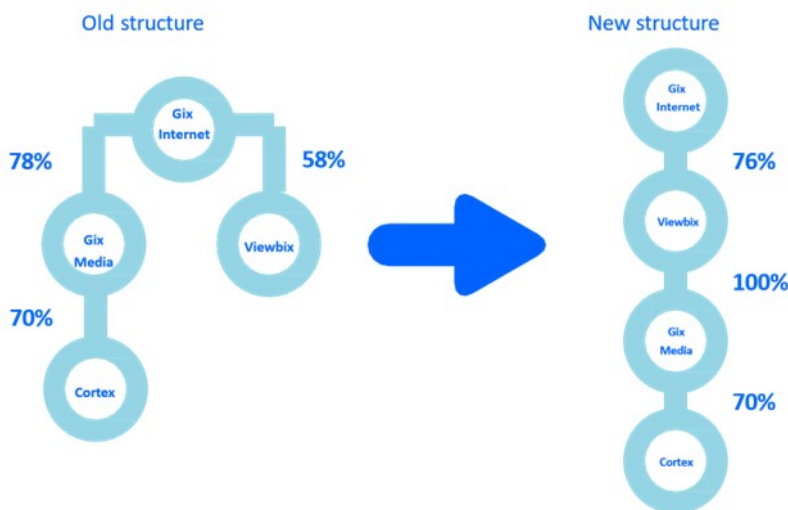 Old structure
Gix
Internet
78%
58%
Gix
Media
Viewbix
70%
Cortex
New structure
Gix
Internet
76%
Viewbix
100%
Gix
Media
70%
Cortex